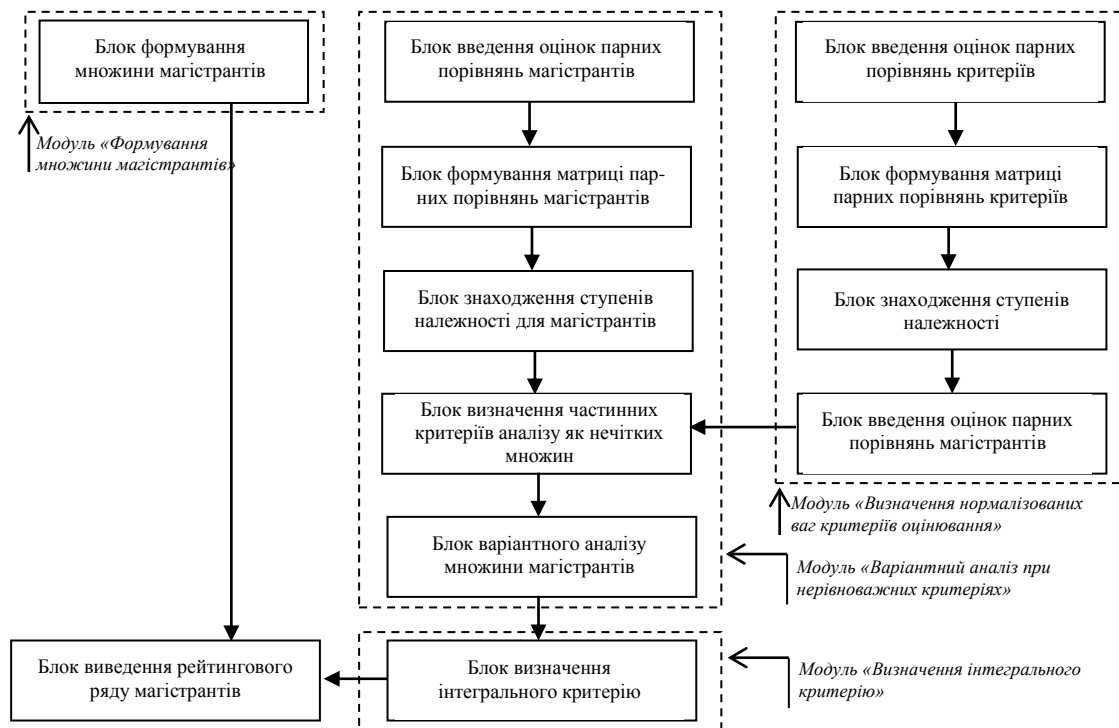 Блок формування
множини магістрантів
Модуль «Формування
множини магістрантів»
Блок введення оцінок парних
порівнянь магістрантів
Блок формування матриці пар-
них порівнянь магістрантів
Блок знаходження ступенів
належності для магістрантів
Блок визначення частинних
критеріїв аналізу як нечітких
множин
Блок варіантного аналізу
множини магістрантів
Блок введення оцінок парних
порівнянь критеріїв
Блок формування матриці
парних порівнянь критеріїв
Блок знаходження ступенів
належності
Блок введення оцінок парних
порівнянь магістрантів
Модуль «Визначення нормалізованих
ваг критеріїв оцінювання»
Модуль «Варіантний аналіз при
нерівноважних критеріях»
Блок виведення рейтингового
ряду магістрантів
Блок визначення
інтегрального критерію
Модуль «Визначення інтегрального
критерію»